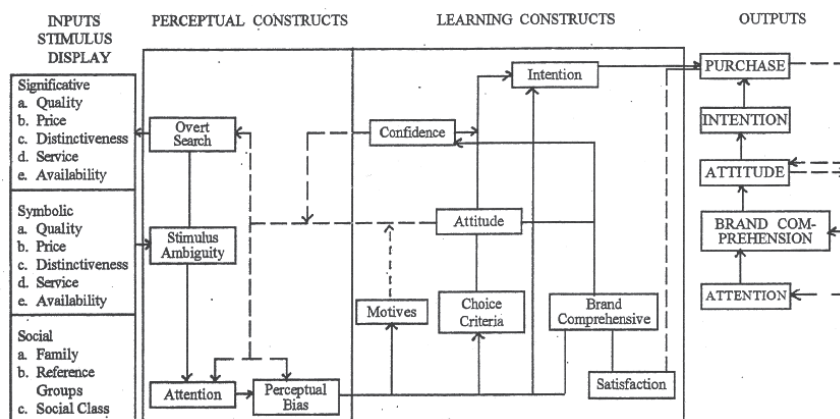 INPUTS
STIMULUS
DISPLAY
PERCEPTUAL CONSTRUCTS
LEARNING CONSTRUCTS
OUTPUTS
Significative
a. Quality
b. Price
c. Distinctiveness
d. Service
e. Availability
Symbolic
a. Quality
b. Price
c. Distinctiveness
d. Service
e. Availability
Social
a. Family
b. Reference
Groups
c. Social Class
Overt
Search
Stimulus
Ambiguity
Attention
Perceptual
Bias
Intention
Confidence
Attitude
Motives
Choice
Criteria
Brand
Comprehensive
Satisfaction
PURCHASE
INTENTION
ATTITUDE
BRAND COM-
PREHENSION
ATTENTION